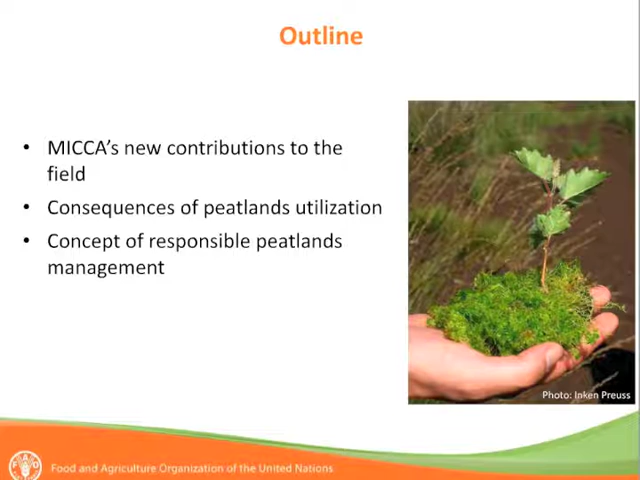 Outline
• MICCA's new contributions to the
field
• Consequences of peatlands utilization
• Concept of responsible peatlands
management
Photo: Inken Preuss
FAO
Food and Agriculture Organization of the United Nations